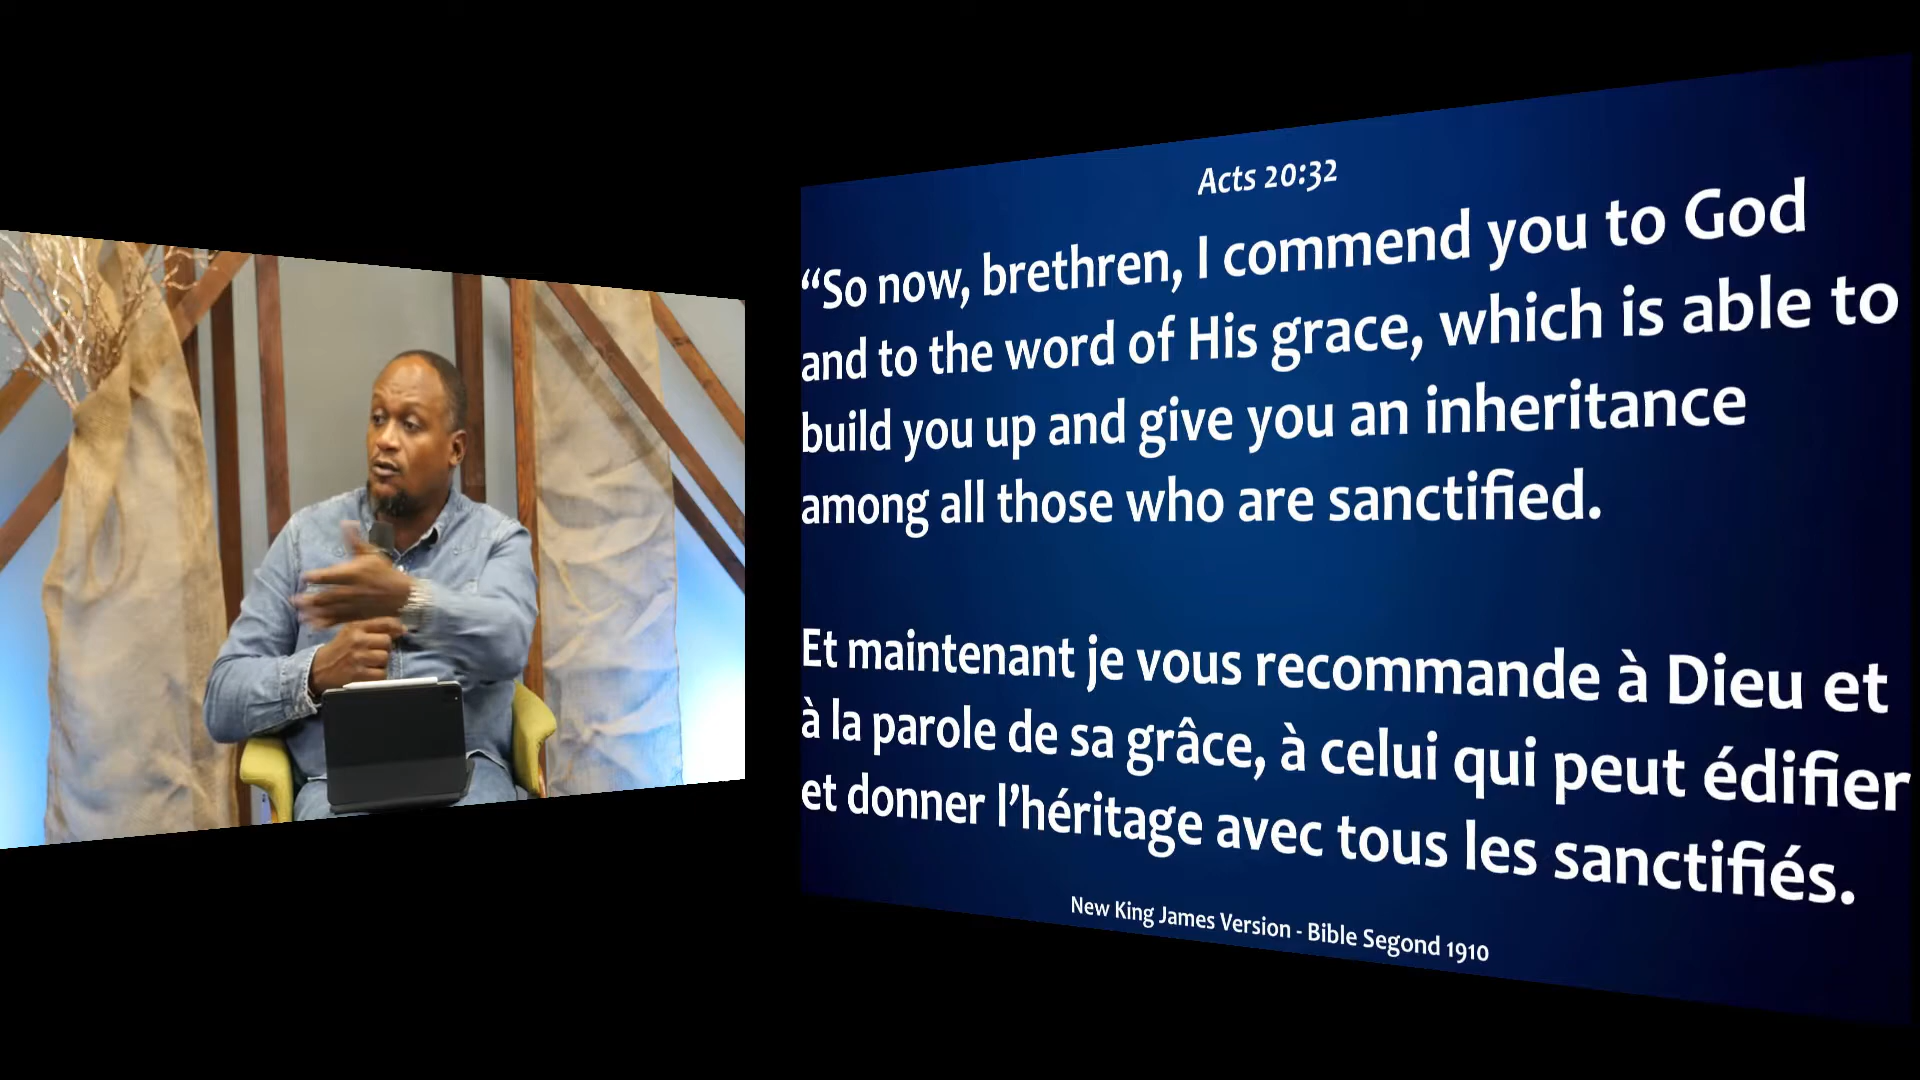 Acts 20:32
“So now, brethren, I commend you to God
and to the word of His grace, which is able to
build you up and give you an inheritance
among all those who are sanctified.
Et maintenant je vous recommande à Dieu et
à la parole de sa grâce, à celui qui peut édifier
et donner l’héritage avec tous les sanctifiés.
New King James Version - Bible Segond 1910